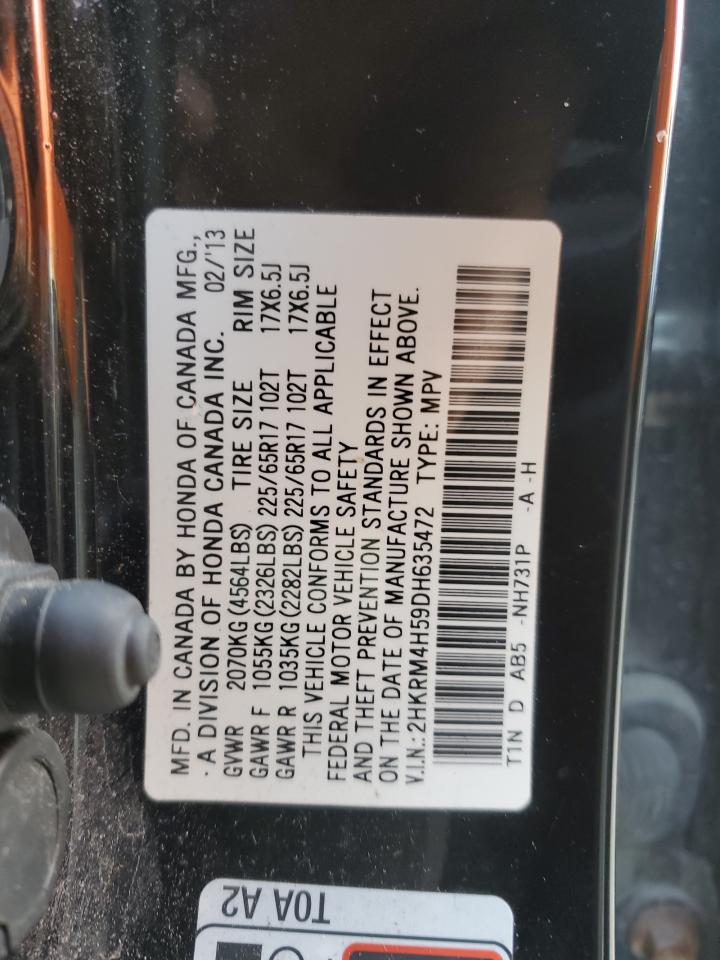 MFD. IN CANADA BY HONDA OF CANADA MFG.,
· A DIVISION OF HONDA CANADA INC. 02/'13
GVWR 2070KG (4564LBS) TIRE SIZE RIM SIZE
GAWR F 1055KG (2326LBS) 225/65R17 102T 17X6.5J
GAWR R 1035KG (2282LBS) 225/65R17 102T 17X6.5J
THIS VEHICLE CONFORMS TO ALL APPLICABLE
FEDERAL MOTOR VEHICLE SAFETY
AND THEFT PREVENTION STANDARDS IN EFFECT
ON THE DATE OF MANUFACTURE SHOWN ABOVE.
V.I.N.: 2HKRM4H59DH635472 TYPE: MPV
T1N D AB5 -NH731P -A -H
T0A A2